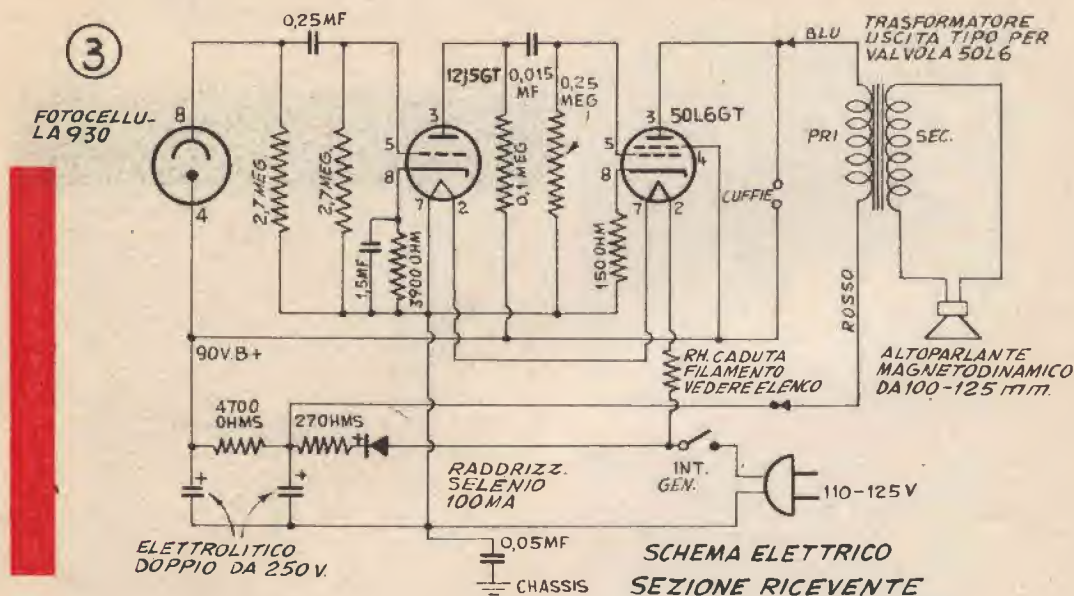 3
FOTOCELLU-
LA 930
8
4
0,25MF
2,7 MEG.
2,7 MEG.
12J5GT
3
5
8
7
2
1,5MF
3900 OHM
0,1 MEG
0,015
MF
0,25
MEG
50L6GT
3
5
4
8
7
2
150 OHM
BLU
TRASFORMATORE
USCITA TIPO PER
VALVOLA 50L6
PRI
SEC.
CUFFIE
ROSSO
ALTOPARLANTE
MAGNETODINAMICO
DA 100-125 mm.
90V.B+
4700
OHMS
27OHMS
+
+
+
RH. CADUTA
FILAMENTO
VEDERE ELENCO
RADDRIZZ.
SELENIO
100MA
INT.
GEN.
110-125 V
ELETTROLITICO
DOPPIO DA 250 V.
0,05MF
CHASSIS
SCHEMA ELETTRICO
SEZIONE RICEVENTE